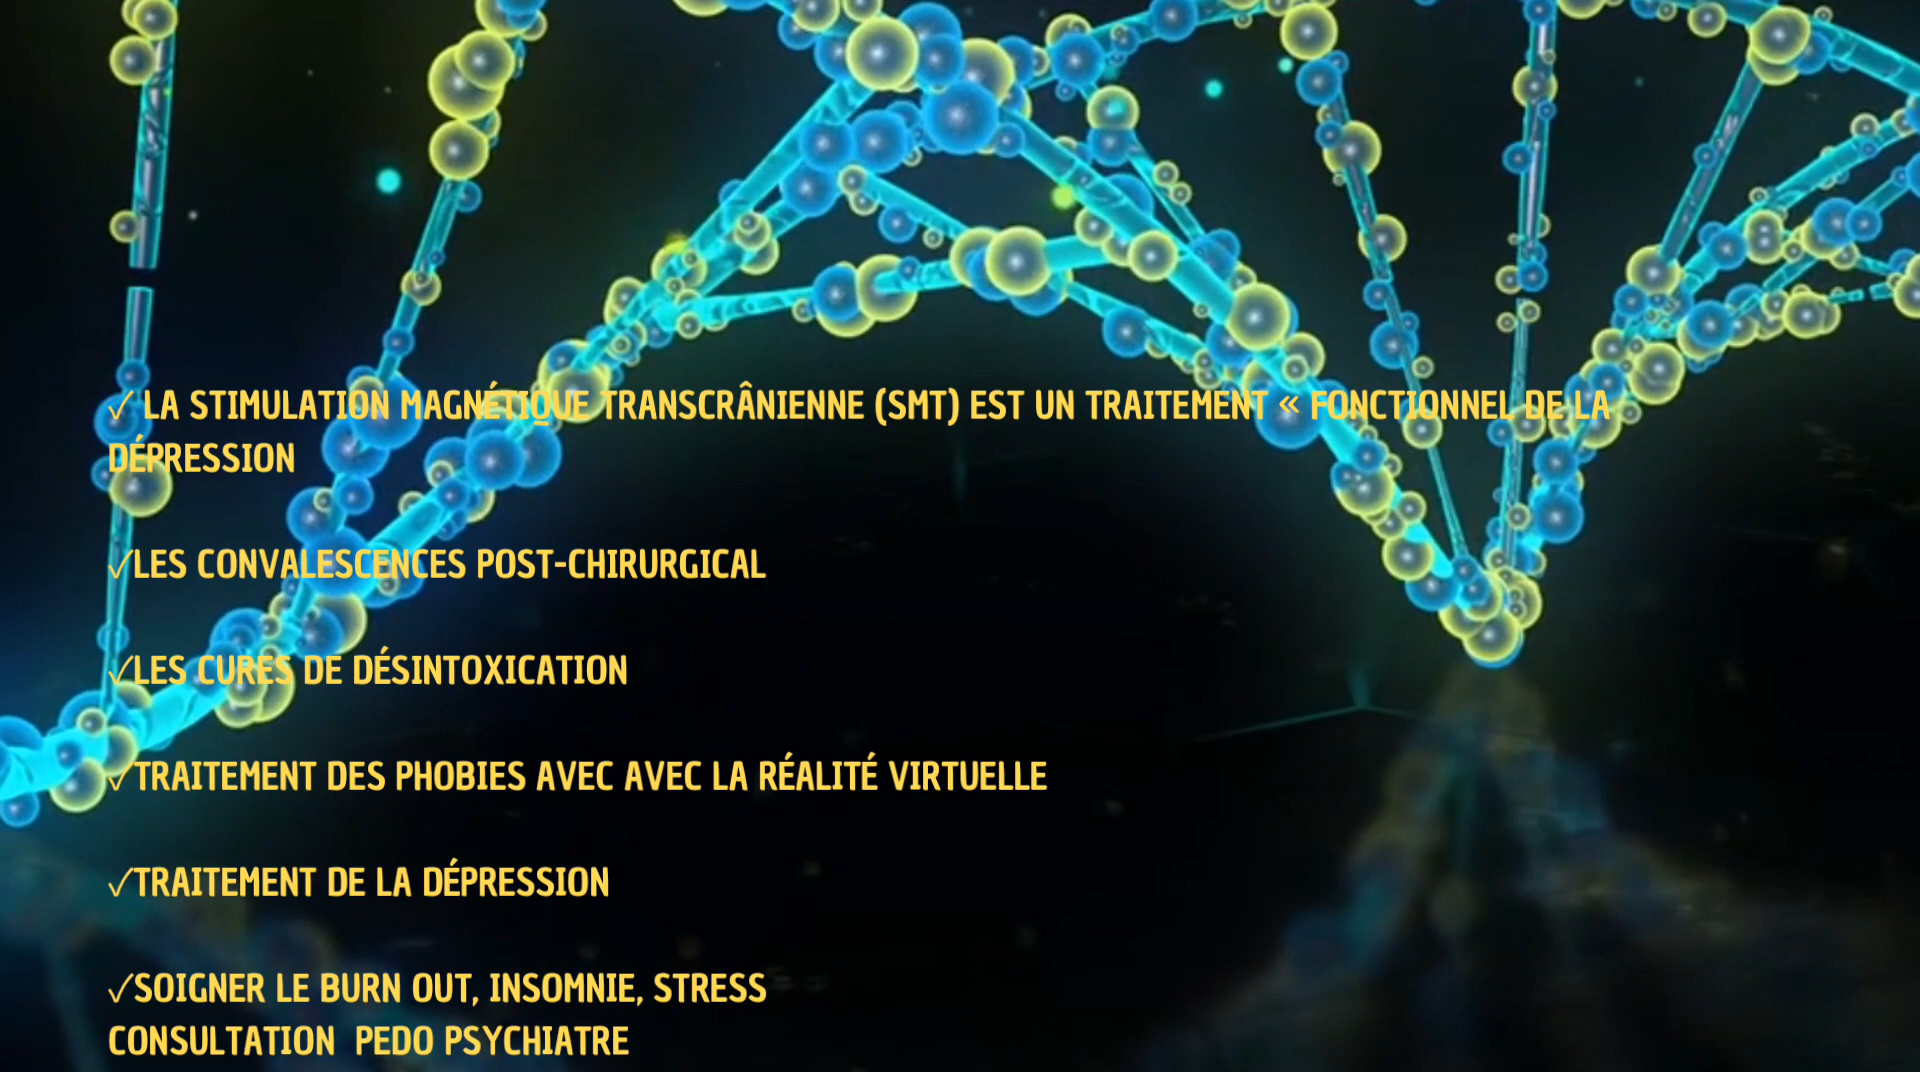 ✓ LA STIMULATION MAGNÉTIQUE TRANSCRÂNIENNE (SMT) EST UN TRAITEMENT « FONCTIONNEL DE LA
DÉPRESSION
✓LES CONVALESCENCES POST-CHIRURGICAL
✓LES CURES DE DÉSINTOXICATION
✓TRAITEMENT DES PHOBIES AVEC AVEC LA RÉALITÉ VIRTUELLE
✓TRAITEMENT DE LA DÉPRESSION
✓SOIGNER LE BURN OUT, INSOMNIE, STRESS
CONSULTATION  PEDO PSYCHIATRE